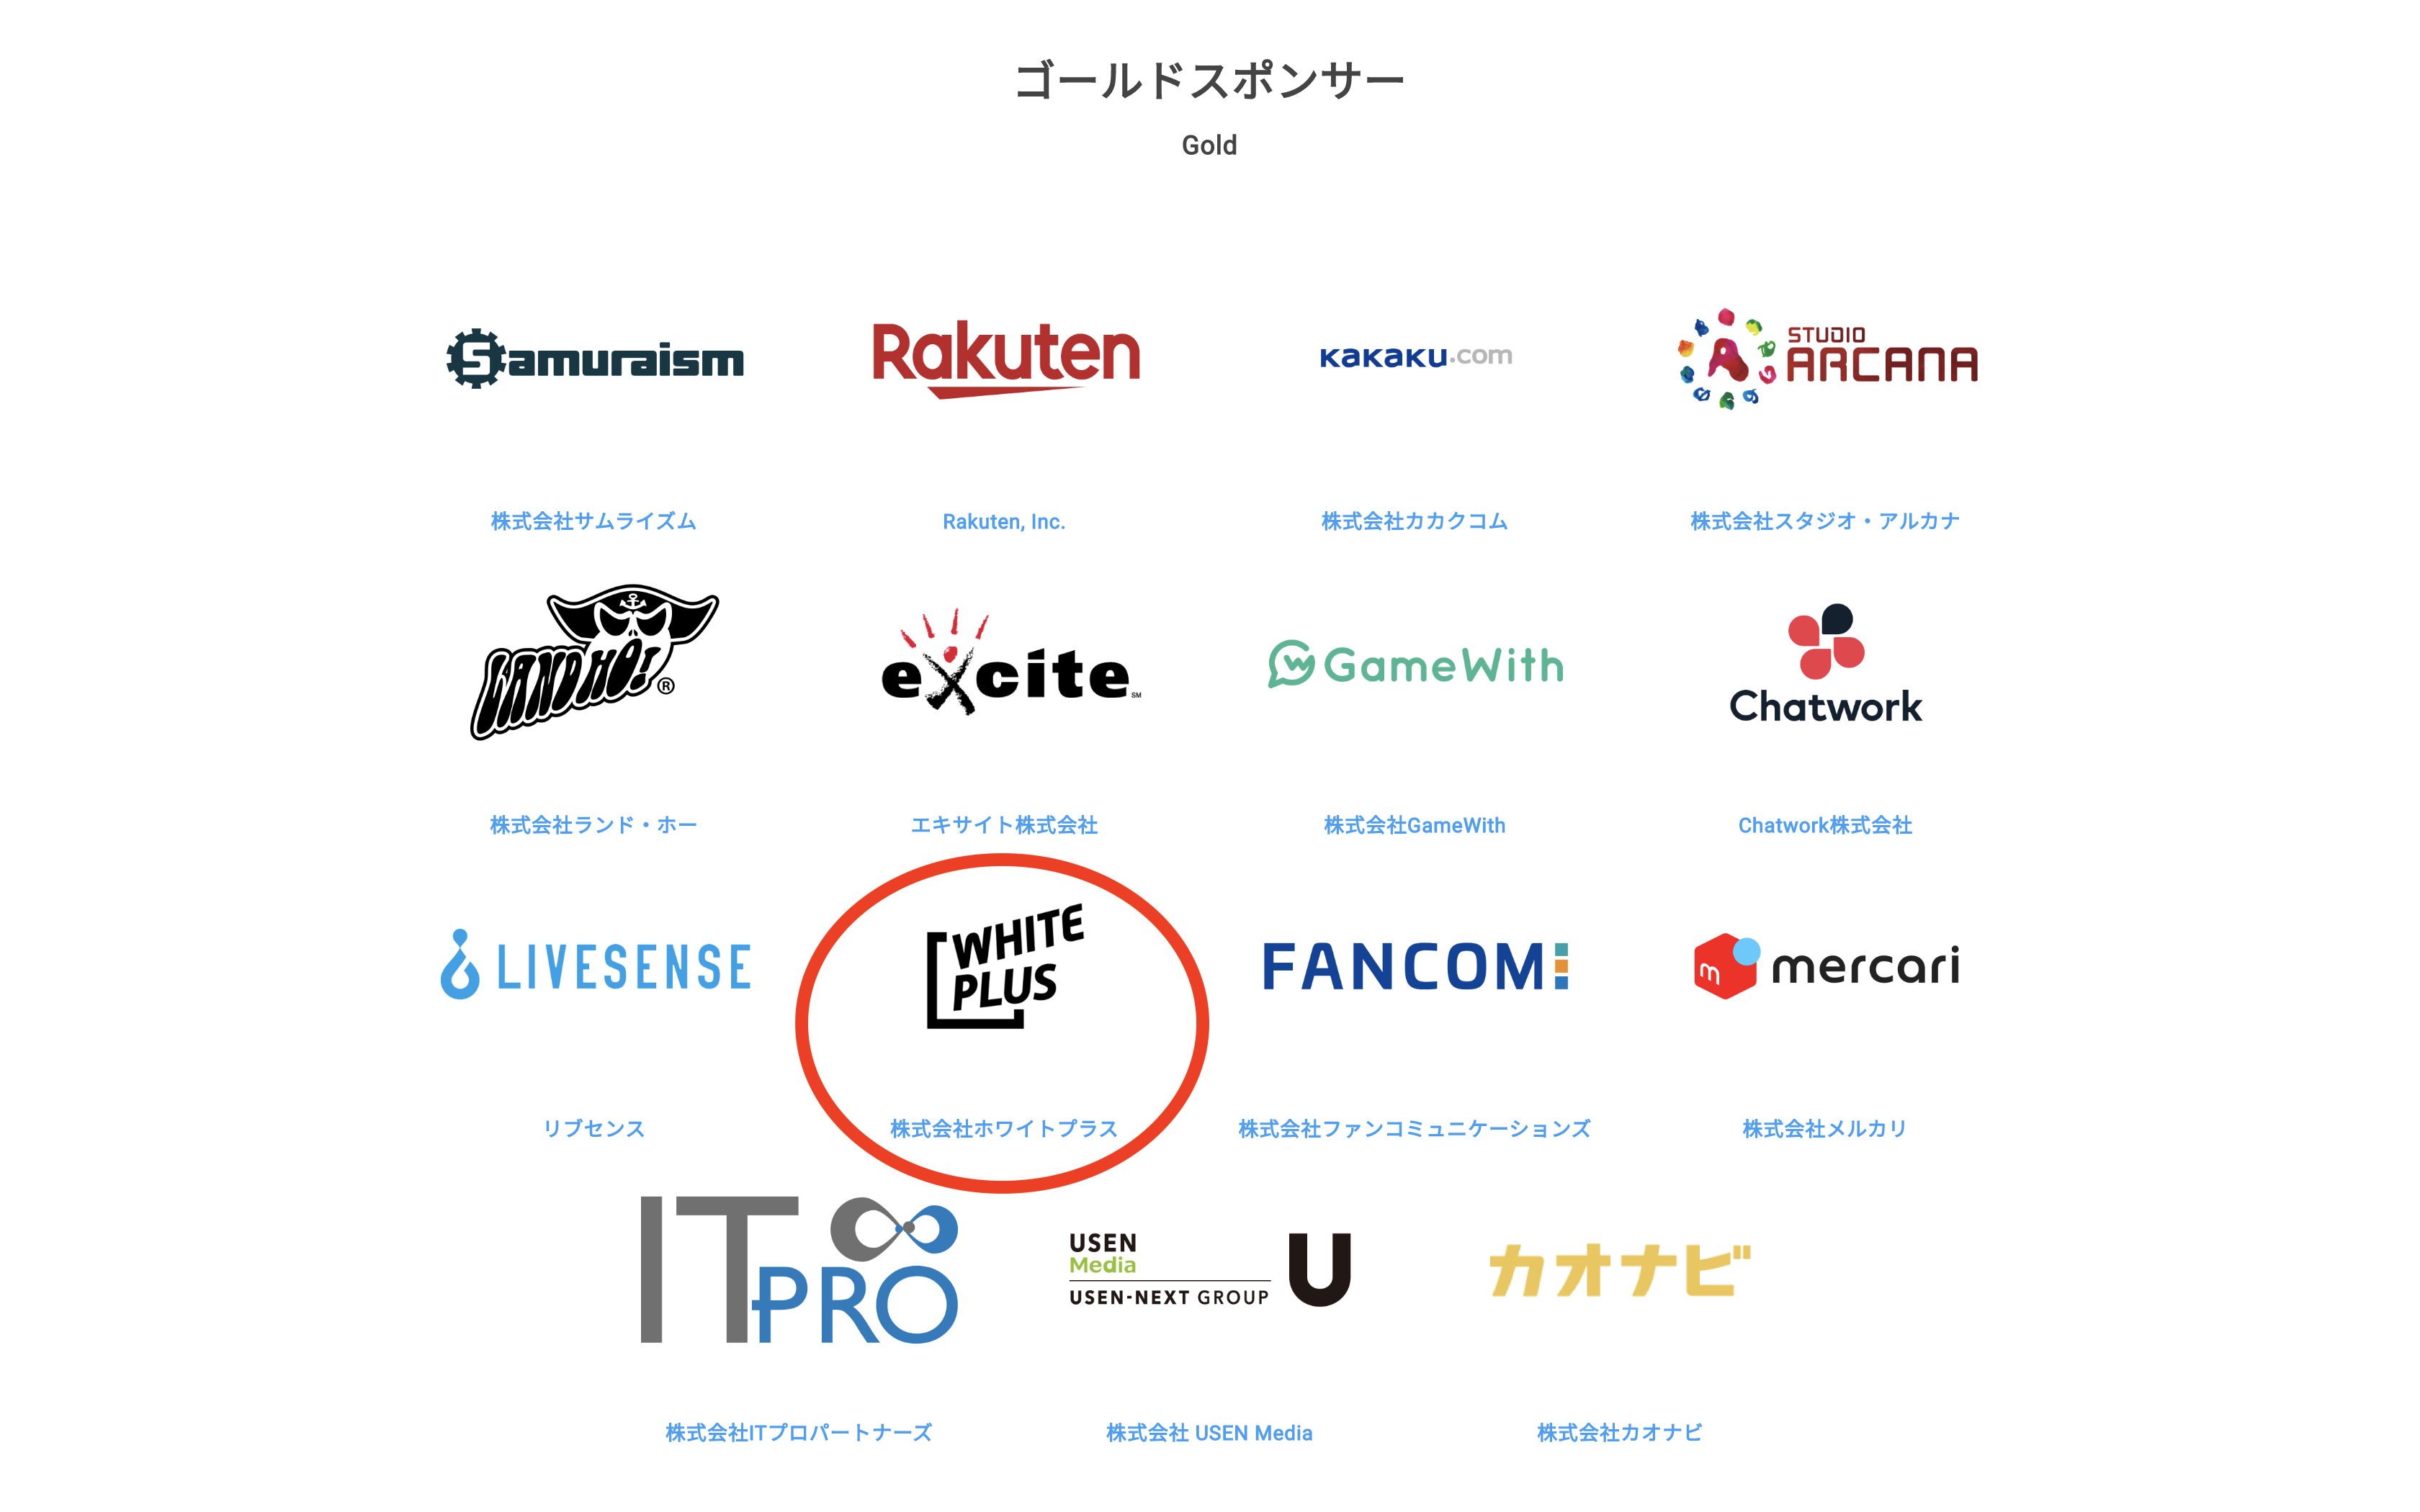 ゴールドスポンサー
Gold
Samuraism
Rakuten
kakaku.com
STUDIO
ARCANA
株式会社サムライズム
Rakuten, Inc.
株式会社カカクコム
株式会社スタジオ・アルカナ
LAND HO!
®
excite
SM
GameWith
Chatwork
株式会社ランド・ホー
エキサイト株式会社
株式会社GameWith
Chatwork株式会社
LIVESENSE
WHITE
PLUS
FANCOMI
m mercari
リブセンス
株式会社ホワイトプラス
株式会社ファンコミュニケーションズ
株式会社メルカリ
IT
PRO
USEN
Media
USEN-NEXT GROUP
U
カオナビ
株式会社ITプロパートナーズ
株式会社 USEN Media
株式会社カオナビ